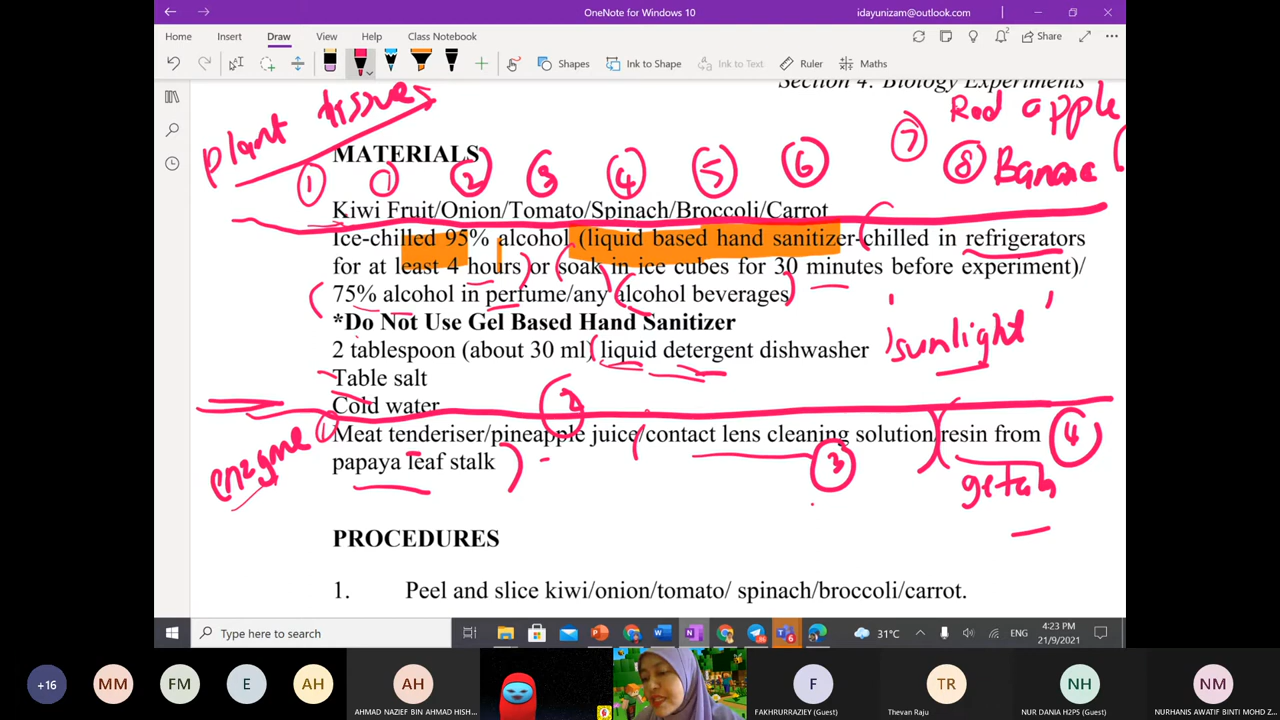 OneNote for Windows 10
idayunizam@outlook.com
Home Insert Draw View Help Class Notebook
Share
Shapes
Ink to Shape
Ink to Text
Ruler
Maths
Section 4: Biology Experiments
plant tissues
Red apple
7
8 Banana
MATERIALS
1 1 2 3 4 5 6
Kiwi Fruit/Onion/Tomato/Spinach/Broccoli/Carrot
Ice-chilled 95% alcohol (liquid based hand sanitizer-chilled in refrigerators
for at least 4 hours or soak in ice cubes for 30 minutes before experiment)/
75% alcohol in perfume/any alcohol beverages
*Do Not Use Gel Based Hand Sanitizer
'sunlight'
2 tablespoon (about 30 ml) liquid detergent dishwasher
Table salt
Cold water
2
enzyme
1
Meat tenderiser/pineapple juice/contact lens cleaning solution/resin from
4
papaya leaf stalk
3
getah
PROCEDURES
1. Peel and slice kiwi/onion/tomato/ spinach/broccoli/carrot.
Type here to search
31°C
ENG
4:23 PM
21/9/2021
6
+16
MM
FM
E
AH
AH
AHMAD NAZIEF BIN AHMAD HISH...
F
FAKHRURRAZIEY (Guest)
TR
Thevan Raju
NH
NUR DANIA H2PS (Guest)
NM
NURHANIS AWATIF BINTI MOHD Z...